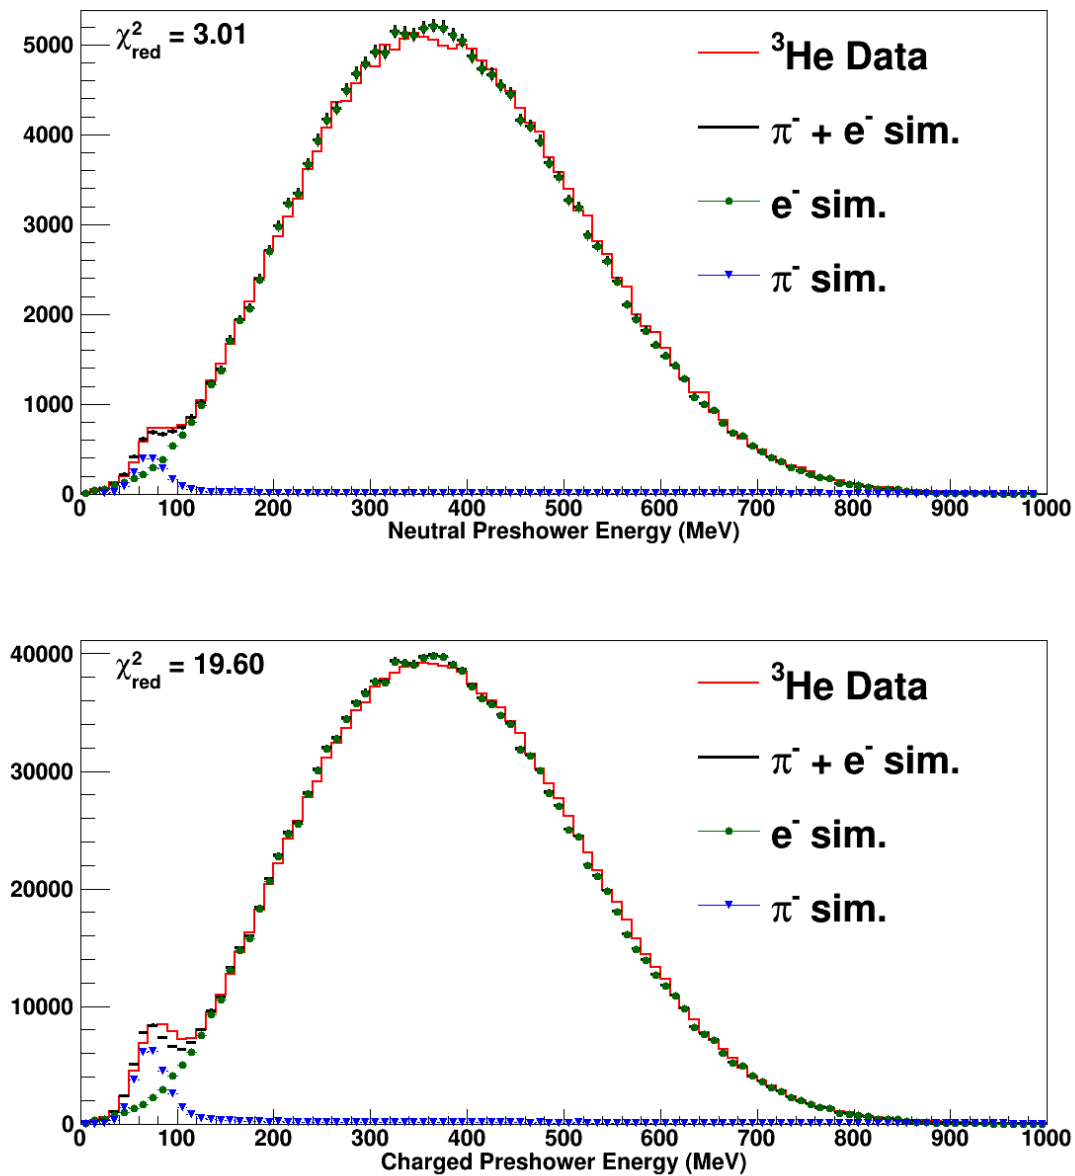 χ²red = 3.01
³He Data
π⁻ + e⁻ sim.
e⁻ sim.
π⁻ sim.
5000
4000
3000
2000
1000
0
0 100 200 300 400 500 600 700 800 900 1000
Neutral Preshower Energy (MeV)
χ²red = 19.60
³He Data
π⁻ + e⁻ sim.
e⁻ sim.
π⁻ sim.
40000
30000
20000
10000
0
0 100 200 300 400 500 600 700 800 900 1000
Charged Preshower Energy (MeV)